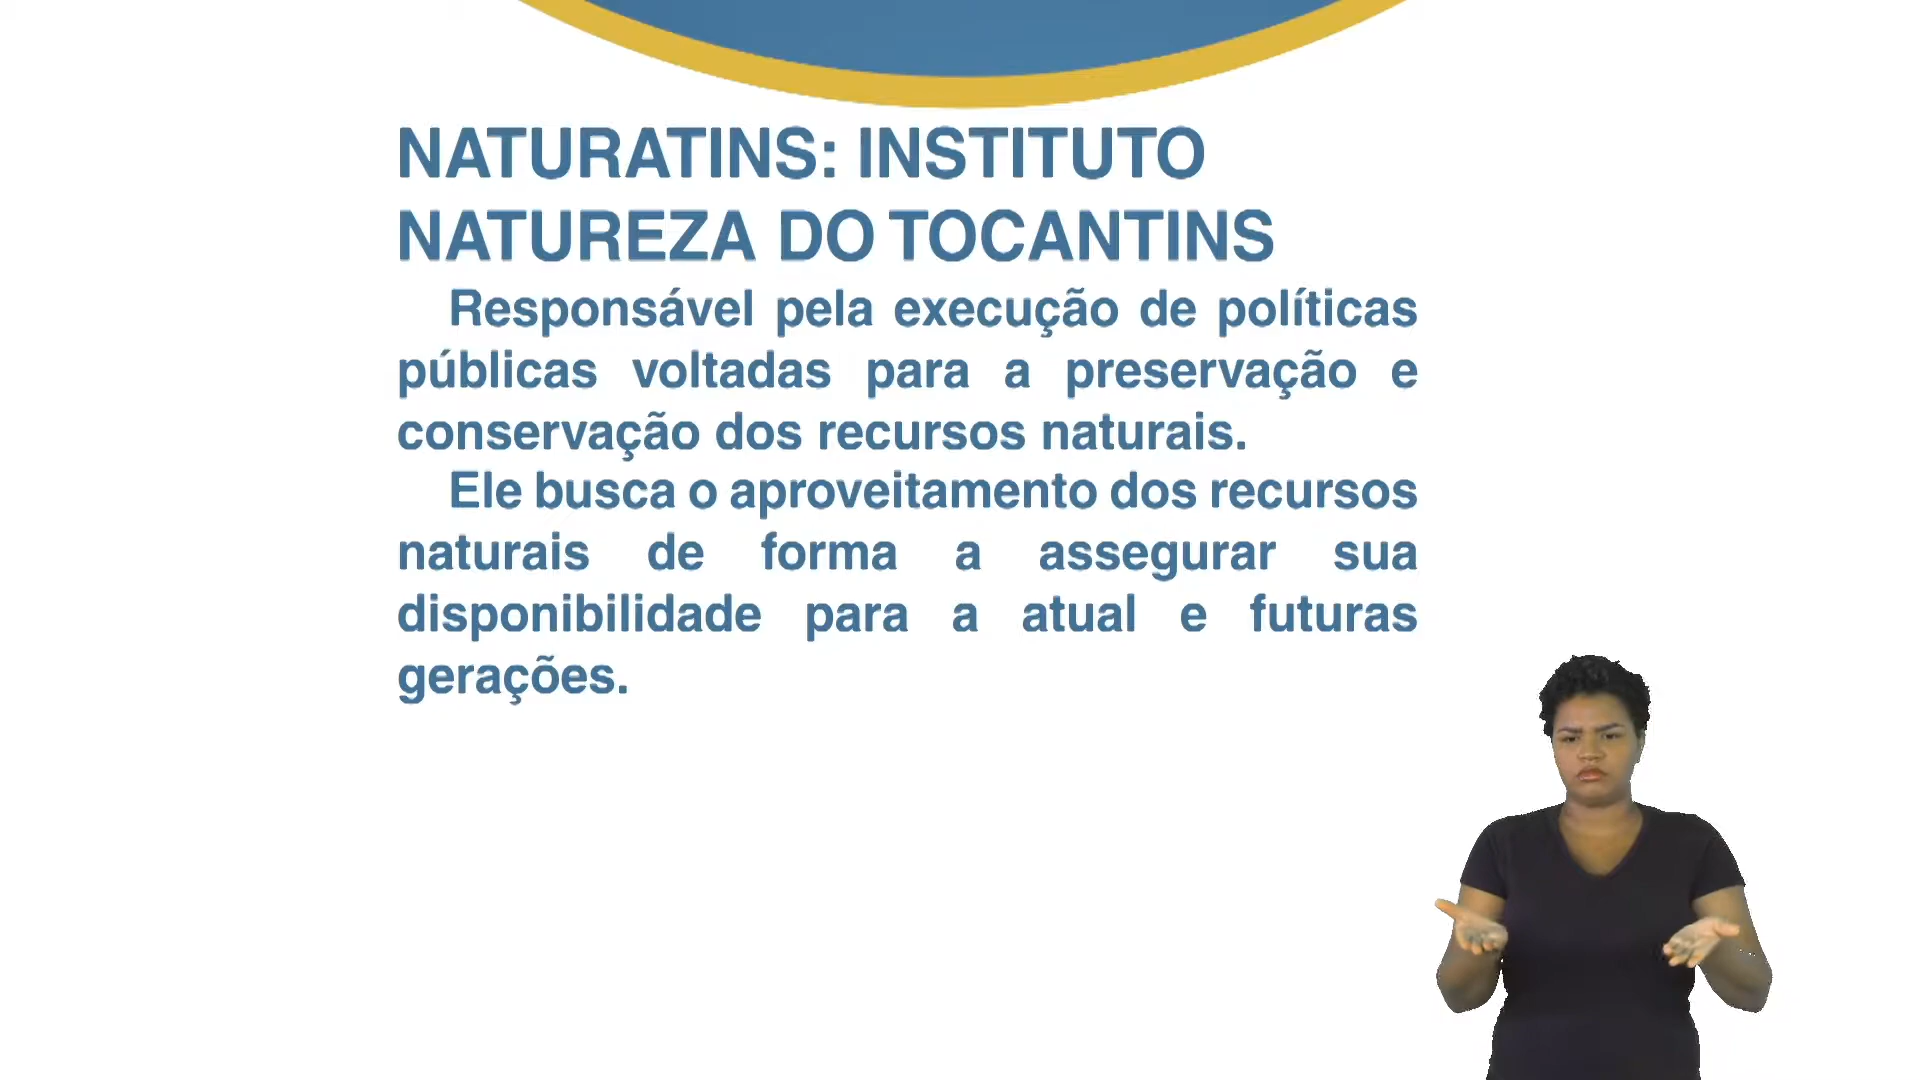 NATURATINS: INSTITUTO
NATUREZA DO TOCANTINS
Responsável pela execução de políticas
públicas voltadas para a preservação e
conservação dos recursos naturais.
Ele busca o aproveitamento dos recursos
naturais de forma a assegurar sua
disponibilidade para a atual e futuras
gerações.